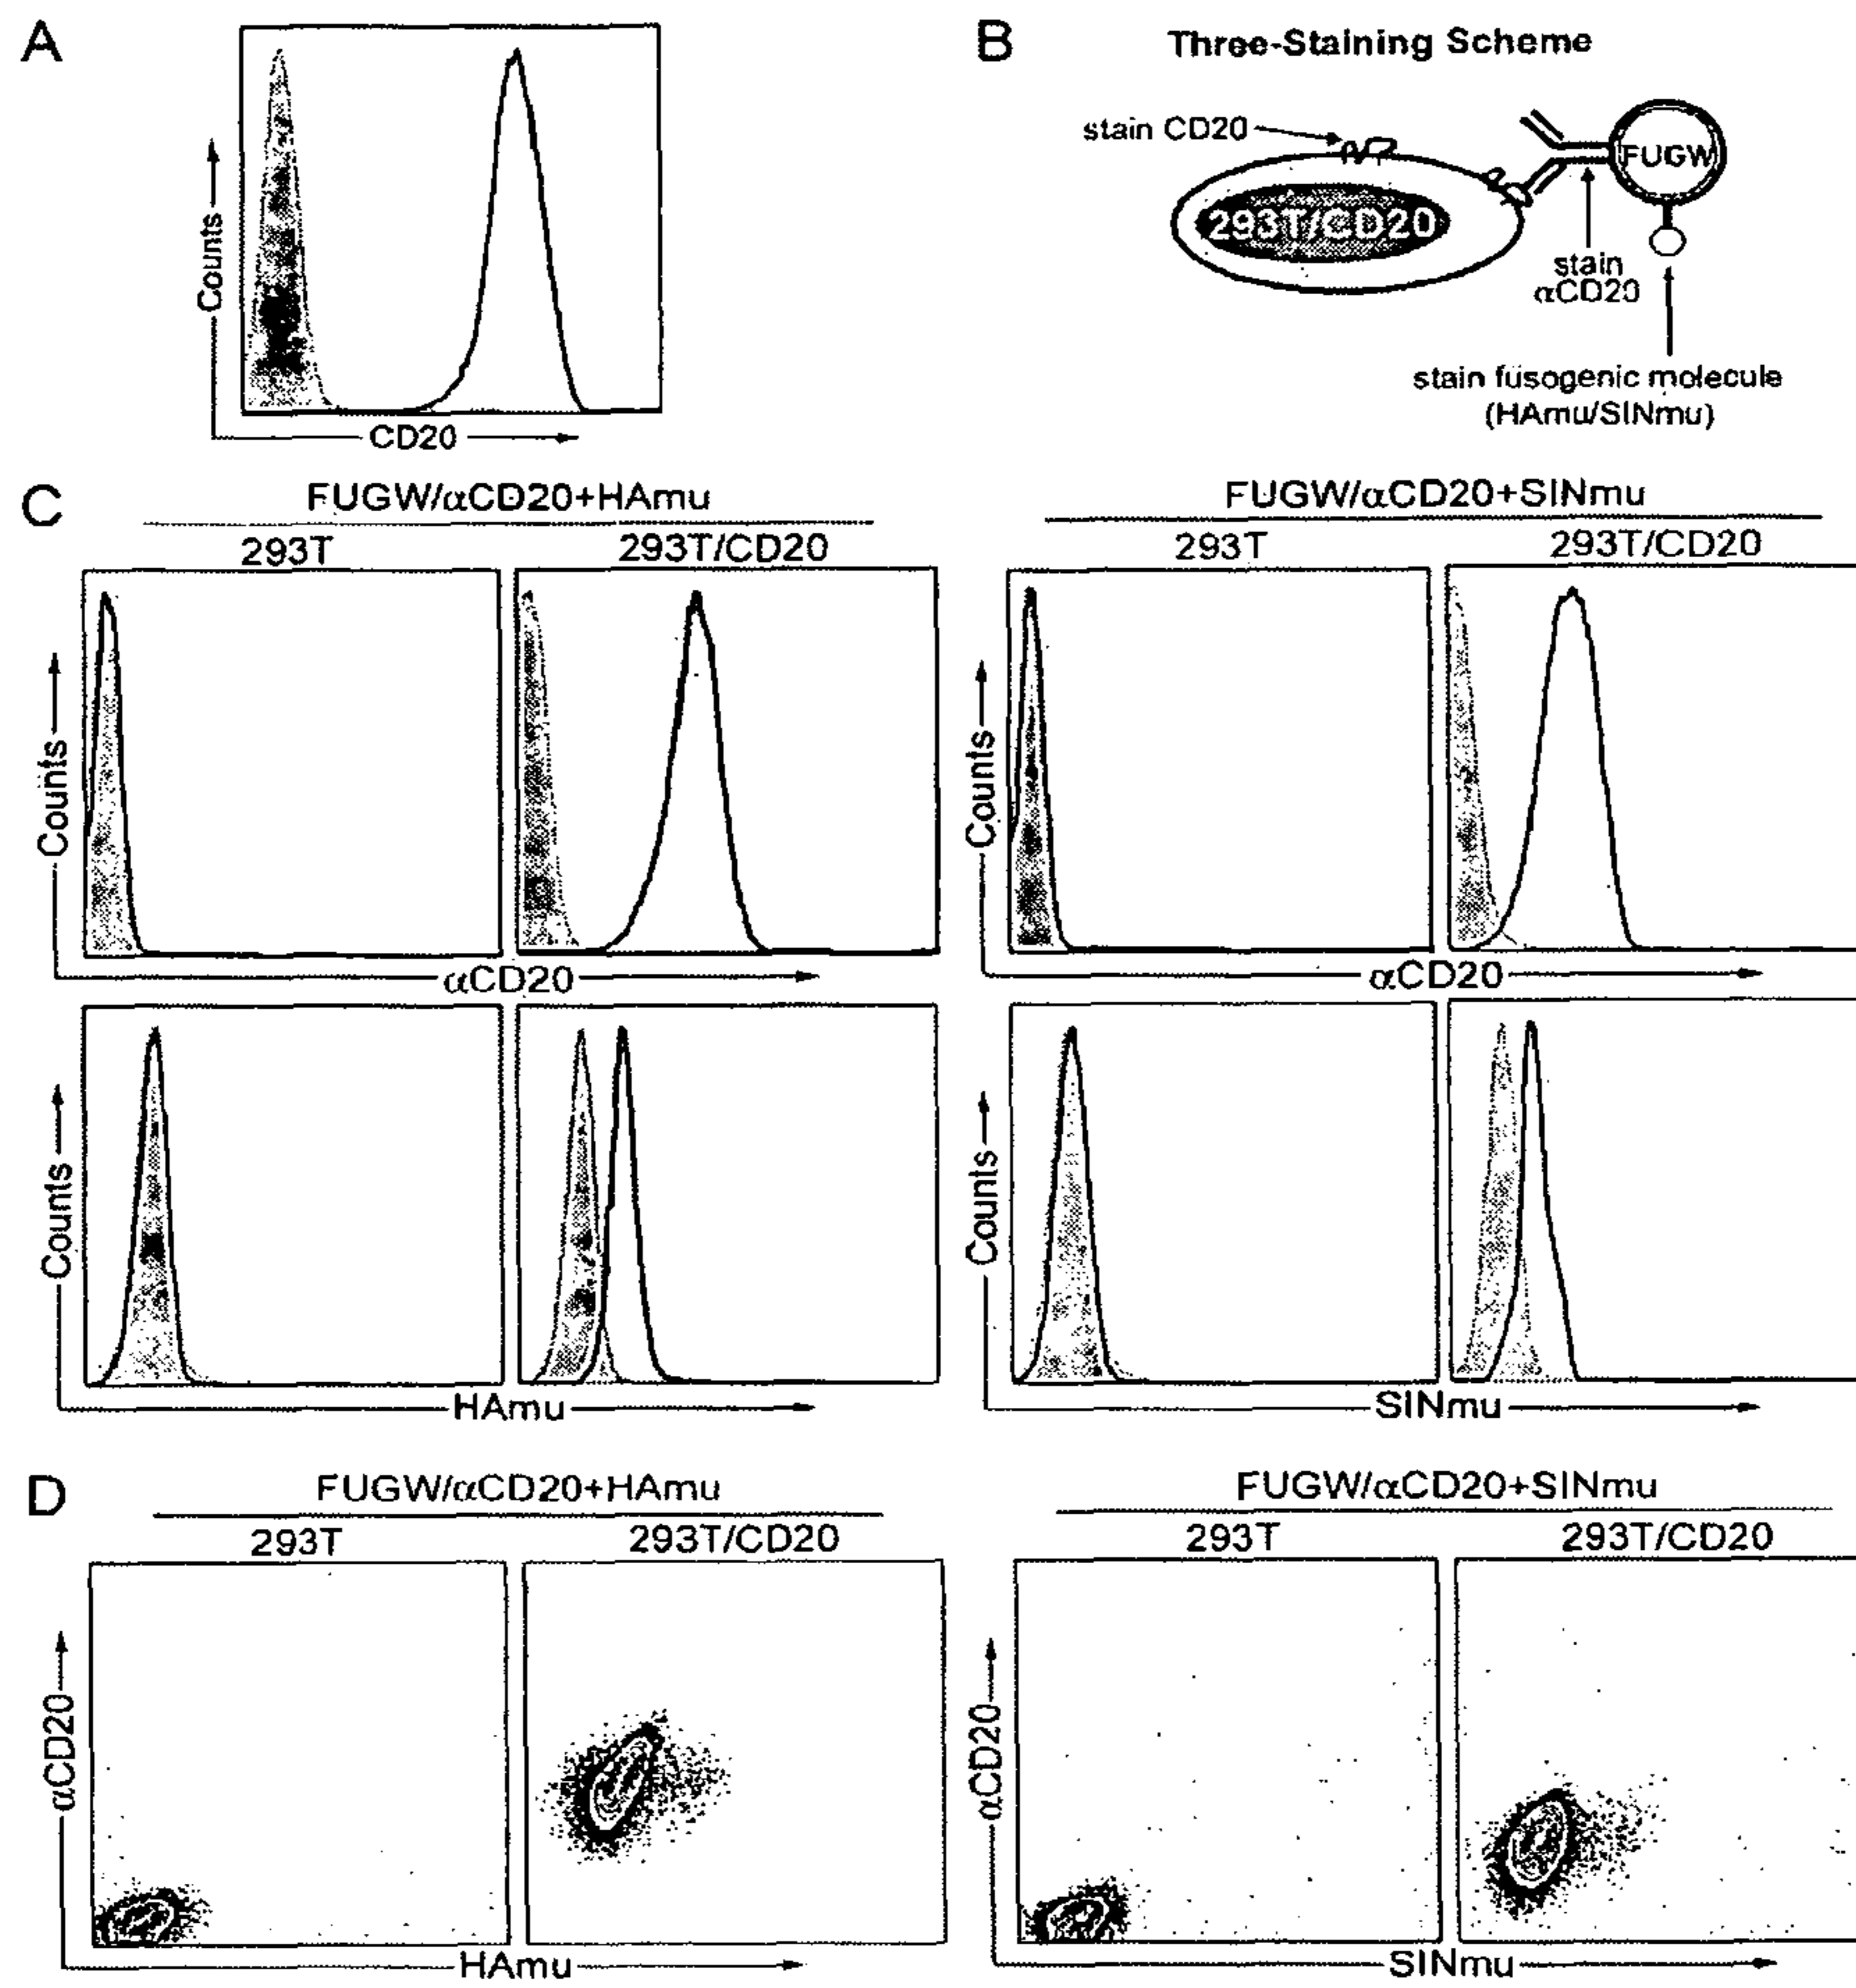 A
Counts
CD20
B
Three-Staining Scheme
stain CD20
293T/CD20
FUGW
stain
αCD20
stain fusogenic molecule
(HAmu/SINmu)
C
FUGW/αCD20+HAmu
293T
293T/CD20
Counts
αCD20
Counts
HAmu
FUGW/αCD20+SINmu
293T
293T/CD20
Counts
αCD20
Counts
SINmu
D
FUGW/αCD20+HAmu
293T
293T/CD20
αCD20
HAmu
FUGW/αCD20+SINmu
293T
293T/CD20
αCD20
SINmu